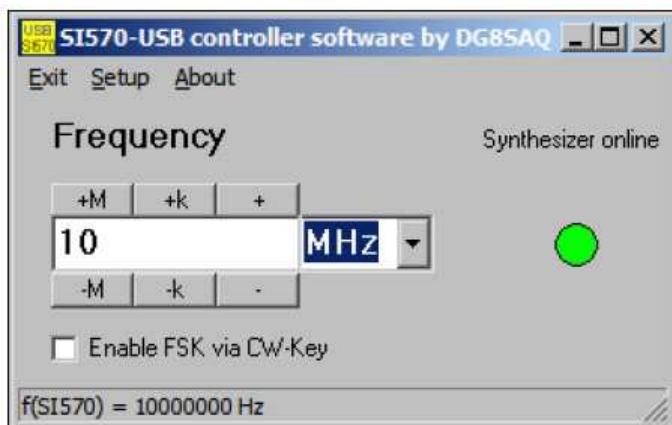 USB SI570 SI570-USB controller software by DG8SAQ
Exit Setup About
Frequency
Synthesizer online
+M +k +
10 MHz
-M -k -
Enable FSK via CW-Key
f(SI570) = 10000000 Hz